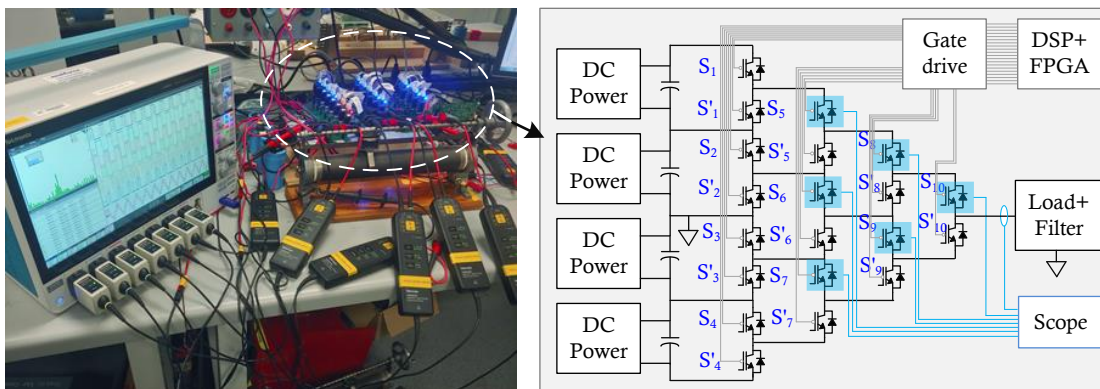 DC
Power
DC
Power
DC
Power
DC
Power
S1
S'1
S2
S'2
S3
S'3
S4
S'4
S5
S'5
S6
S'6
S7
S'7
S8
S'8
S9
S'9
S10
S'10
Gate
drive
DSP+
FPGA
Load+
Filter
Scope